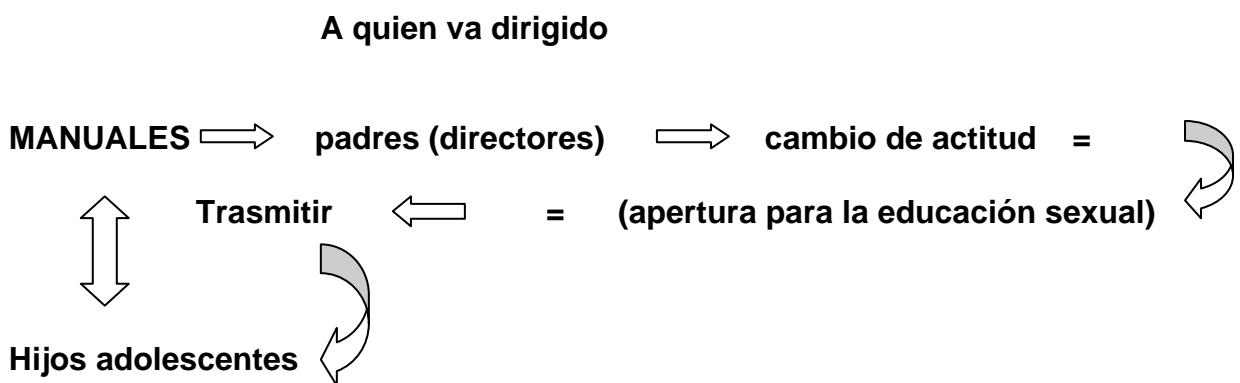 A quien va dirigido
MANUALES padres (directores) cambio de actitud =
Trasmitir = (apertura para la educación sexual)
Hijos adolescentes